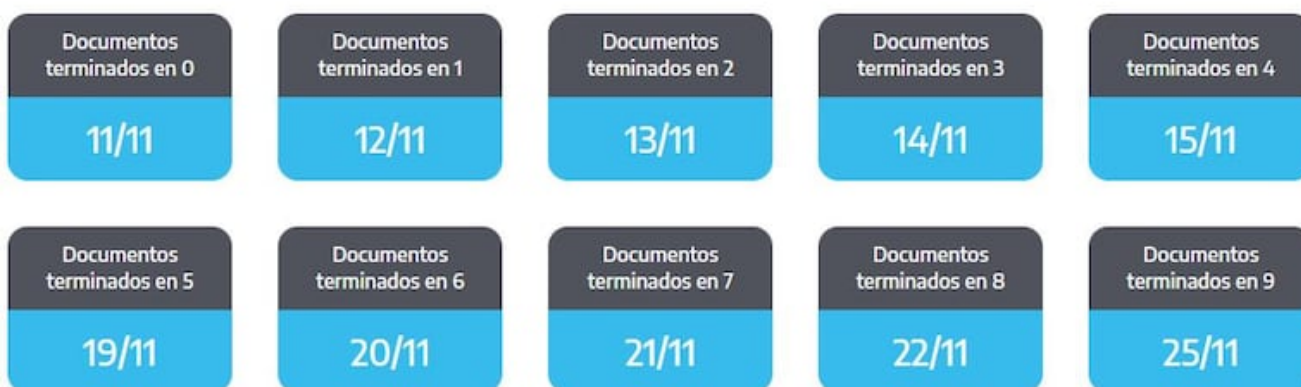 Documentos
terminados en 0
11/11
Documentos
terminados en 1
12/11
Documentos
terminados en 2
13/11
Documentos
terminados en 3
14/11
Documentos
terminados en 4
15/11
Documentos
terminados en 5
19/11
Documentos
terminados en 6
20/11
Documentos
terminados en 7
21/11
Documentos
terminados en 8
22/11
Documentos
terminados en 9
25/11